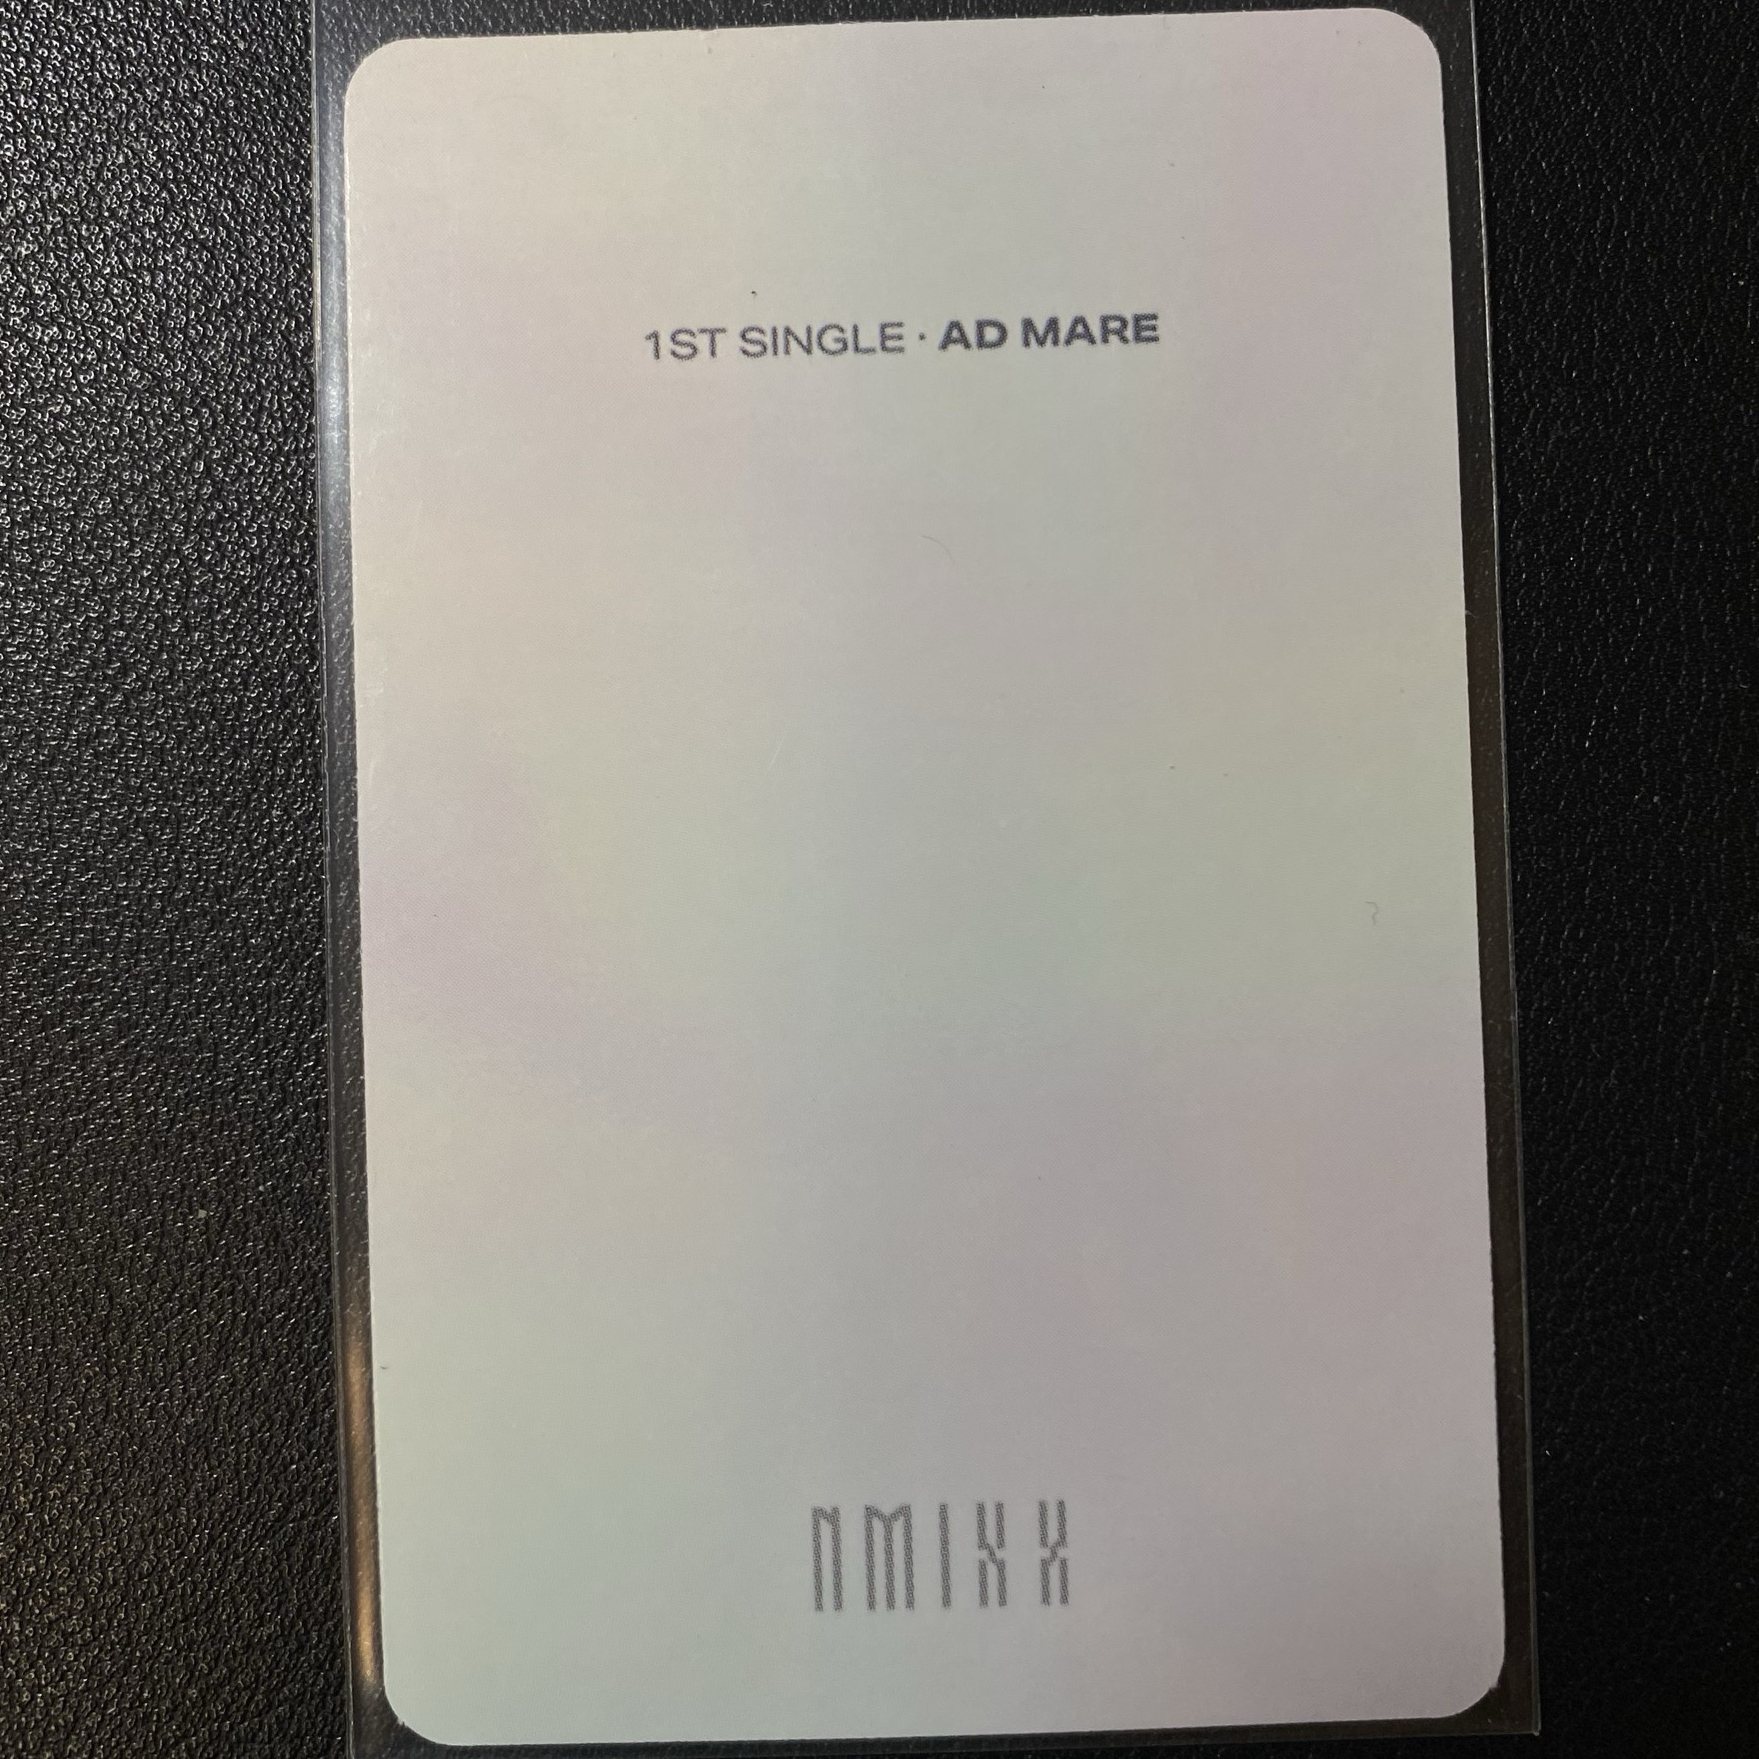 1ST SINGLE · AD MARE
NMIXX